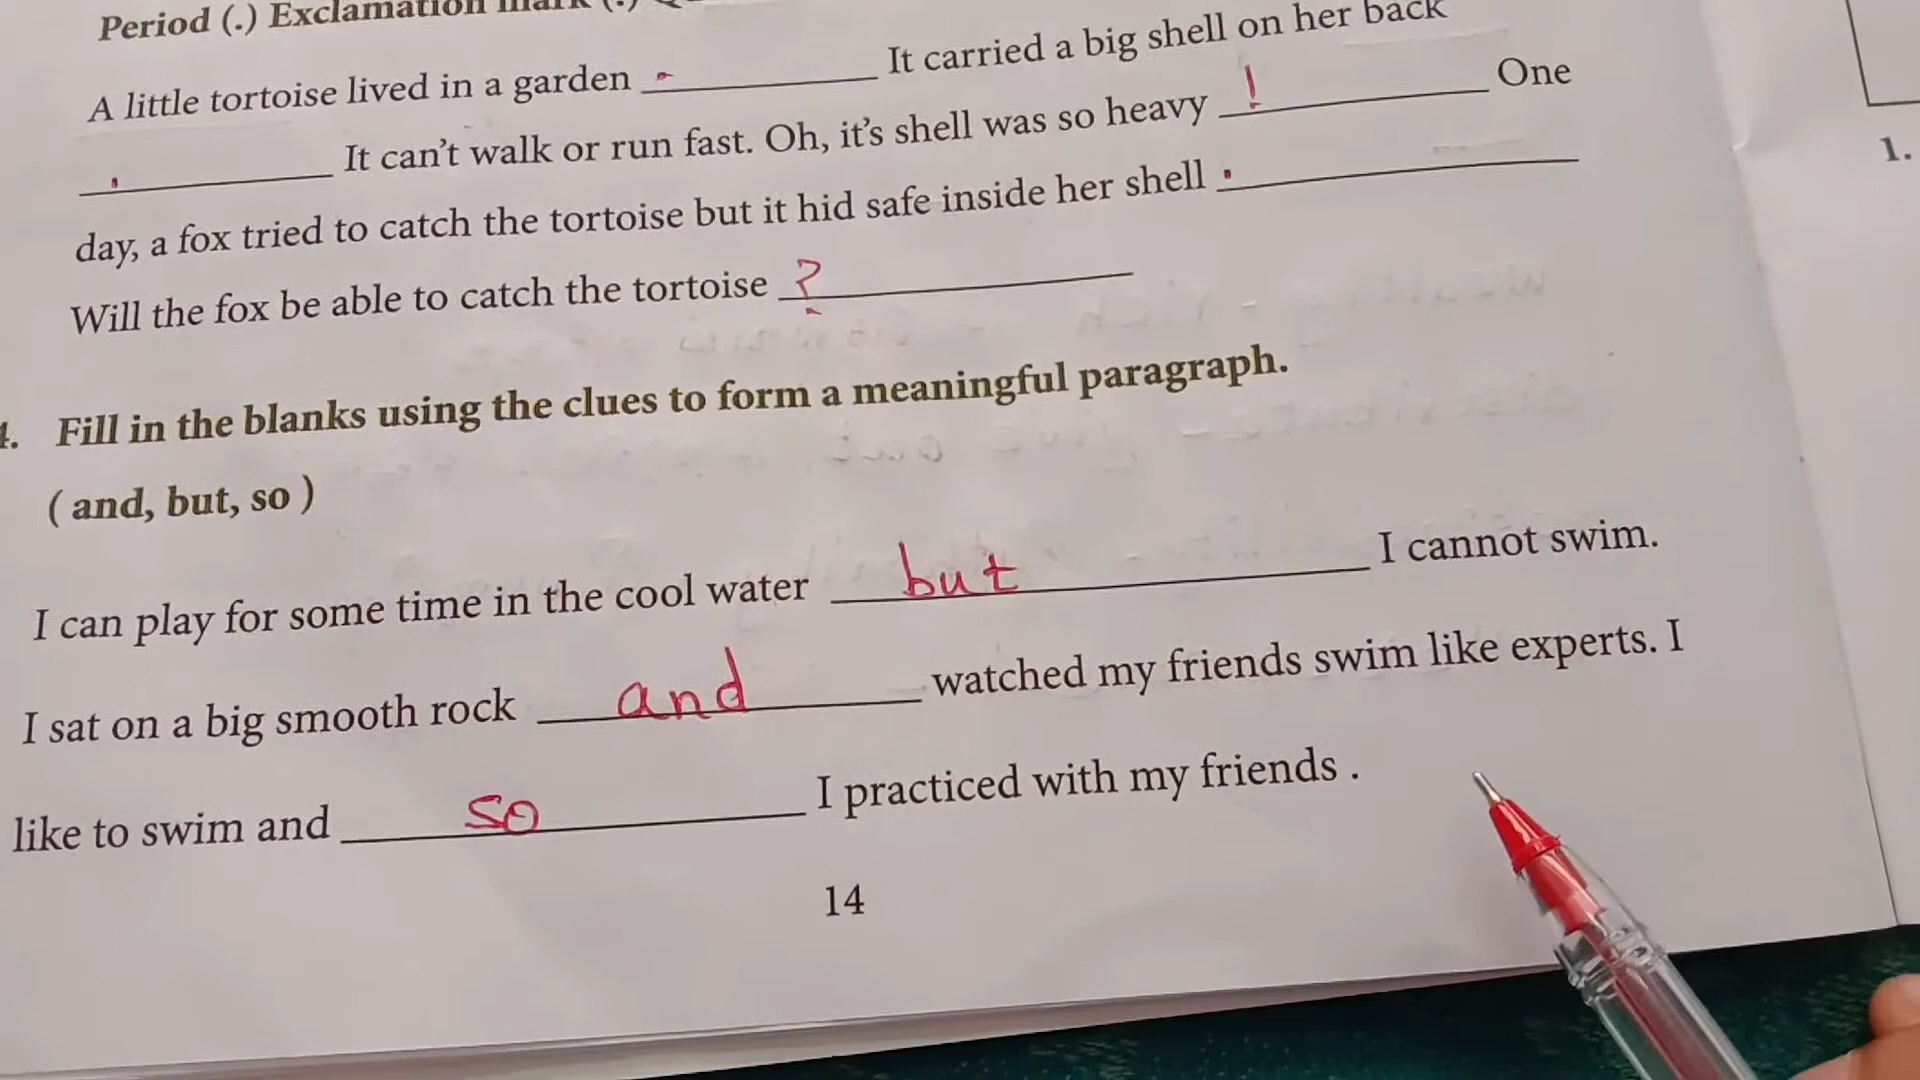 Period (.) Exclamation mark (!)
A little tortoise lived in a garden . It carried a big shell on her back
. It can't walk or run fast. Oh, it's shell was so heavy ! One
day, a fox tried to catch the tortoise but it hid safe inside her shell .
Will the fox be able to catch the tortoise ?
4. Fill in the blanks using the clues to form a meaningful paragraph.
( and, but, so )
I can play for some time in the cool water but I cannot swim.
I sat on a big smooth rock and watched my friends swim like experts. I
like to swim and so I practiced with my friends .
14
1.